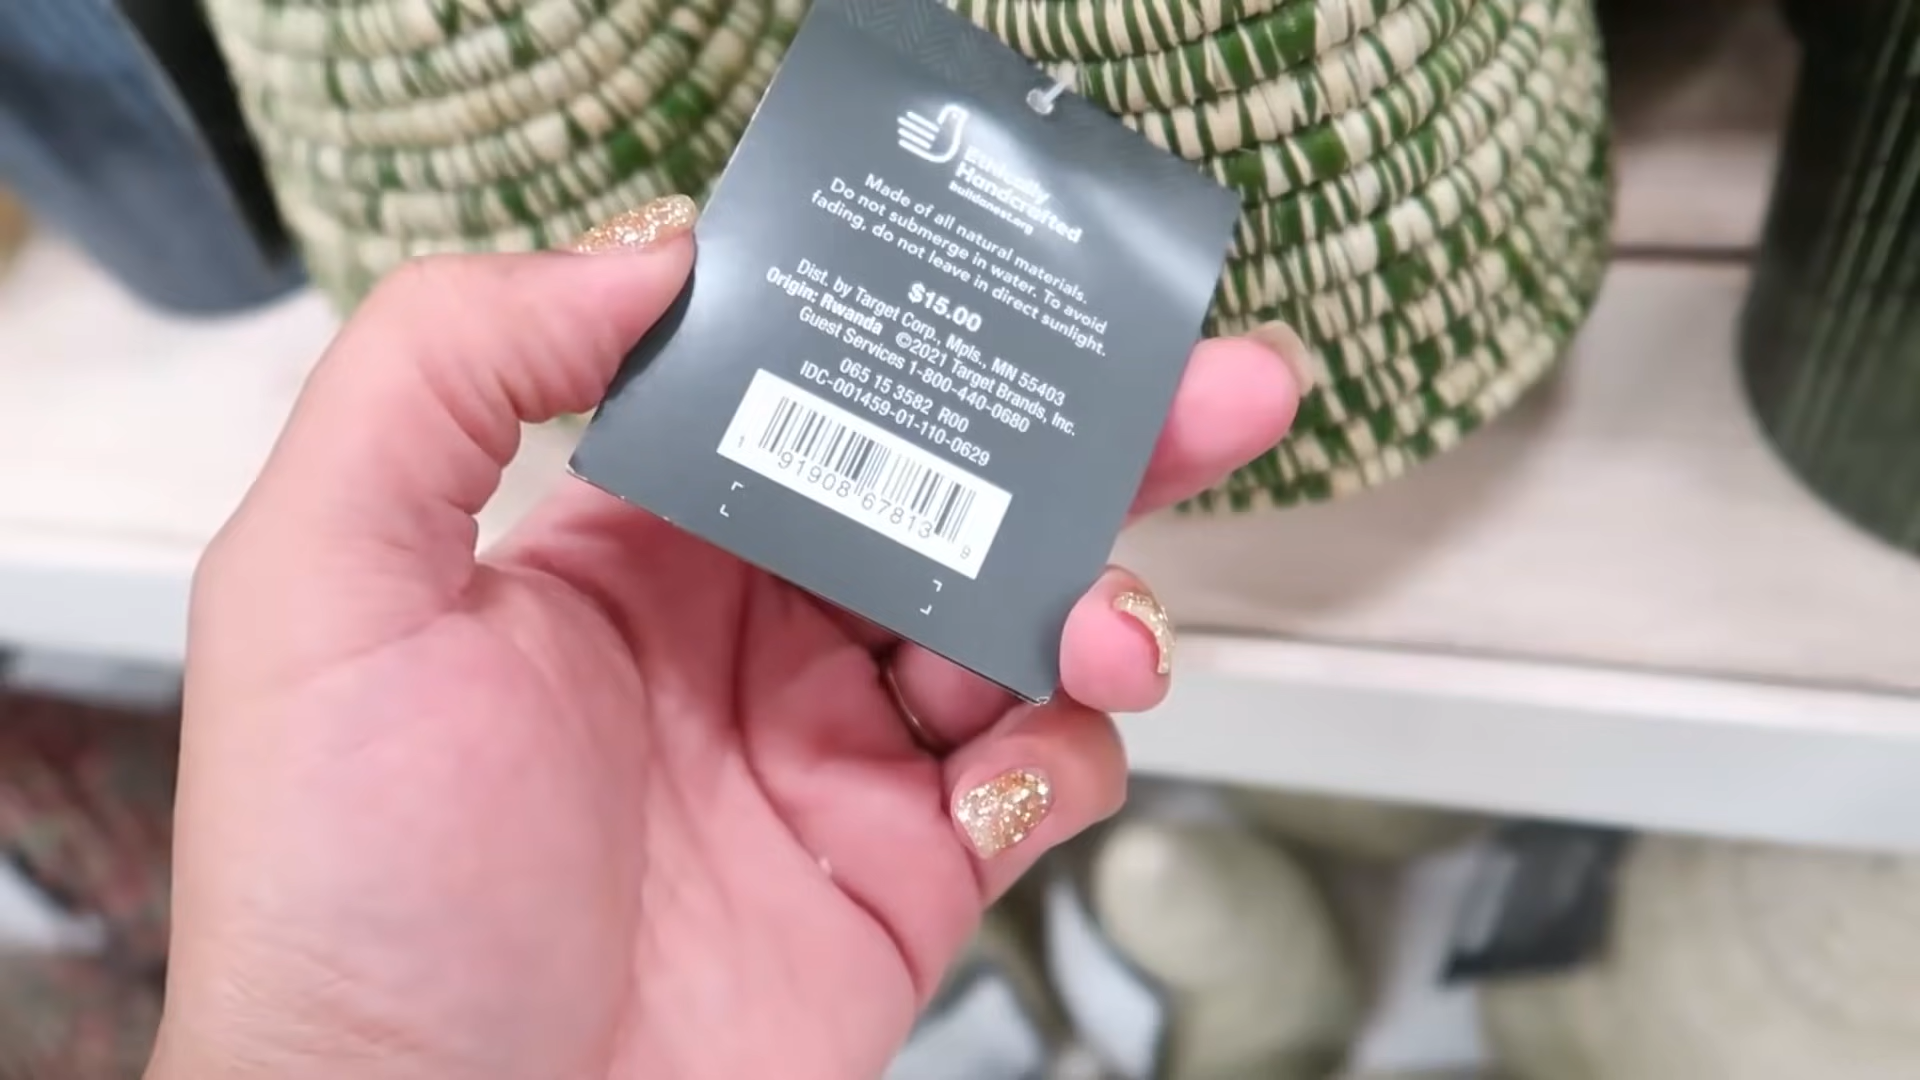 Ethically
Handcrafted
buildanest.org
Made of all natural materials.
Do not submerge in water. To avoid
fading, do not leave in direct sunlight.
$15.00
Dist. by Target Corp., Mpls., MN 55403
Origin: Rwanda ©2021 Target Brands, Inc.
Guest Services 1-800-440-0680
065 15 3582 R00
IDC-001459-01-110-0629
1 91908 67813 9